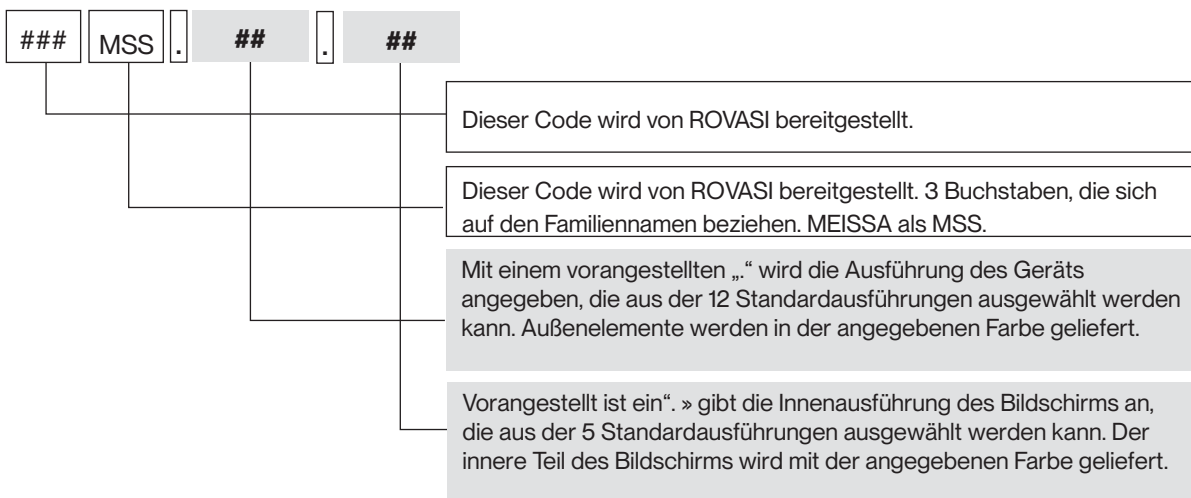 ### MSS . ## . ##
Dieser Code wird von ROVASI bereitgestellt.
Dieser Code wird von ROVASI bereitgestellt. 3 Buchstaben, die sich
auf den Familiennamen beziehen. MEISSA als MSS.
Mit einem vorangestellten „.“ wird die Ausführung des Geräts
angegeben, die aus der 12 Standardausführungen ausgewählt werden
kann. Außenelemente werden in der angegebenen Farbe geliefert.
Vorangestellt ist ein“. » gibt die Innenausführung des Bildschirms an,
die aus der 5 Standardausführungen ausgewählt werden kann. Der
innere Teil des Bildschirms wird mit der angegebenen Farbe geliefert.